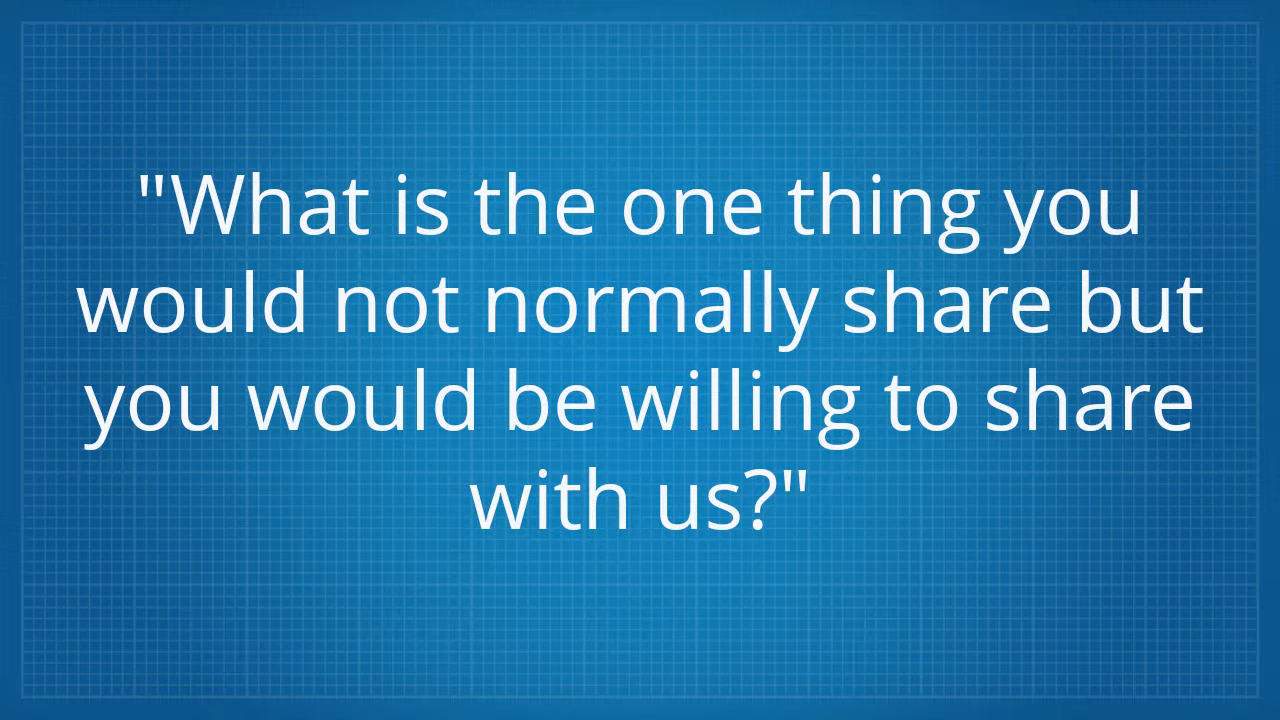 "What is the one thing you
would not normally share but
you would be willing to share
with us?"